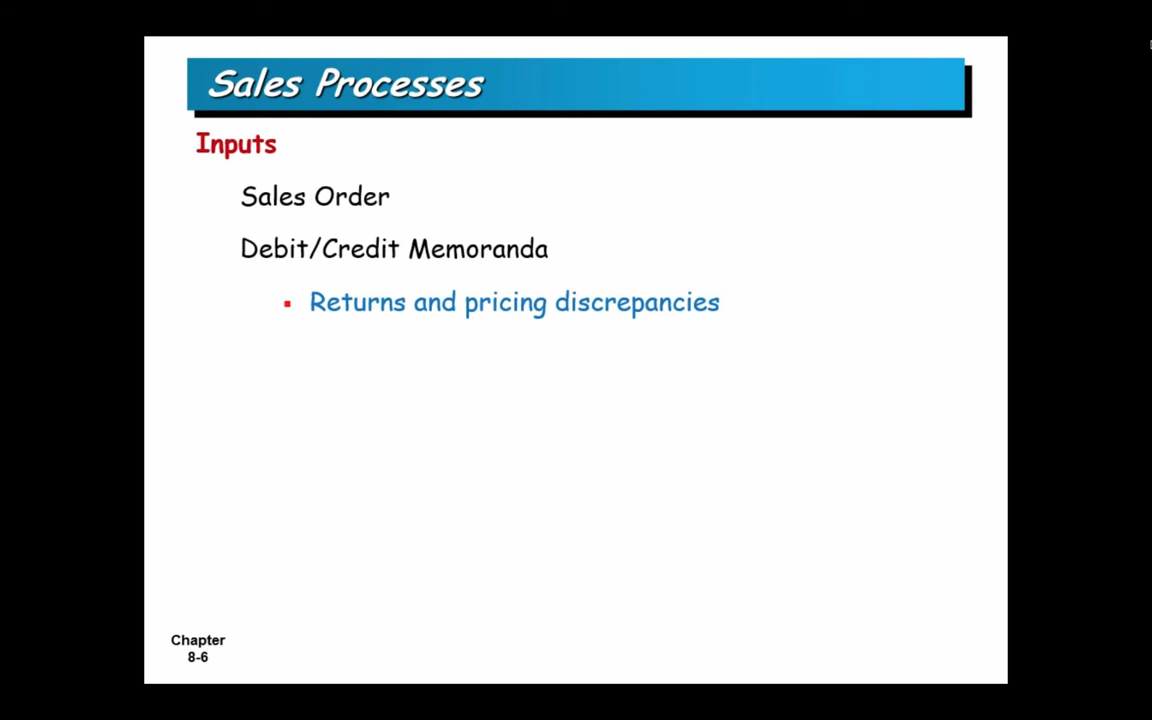 Sales Processes
Inputs
Sales Order
Debit/Credit Memoranda
Returns and pricing discrepancies
Chapter
8-6